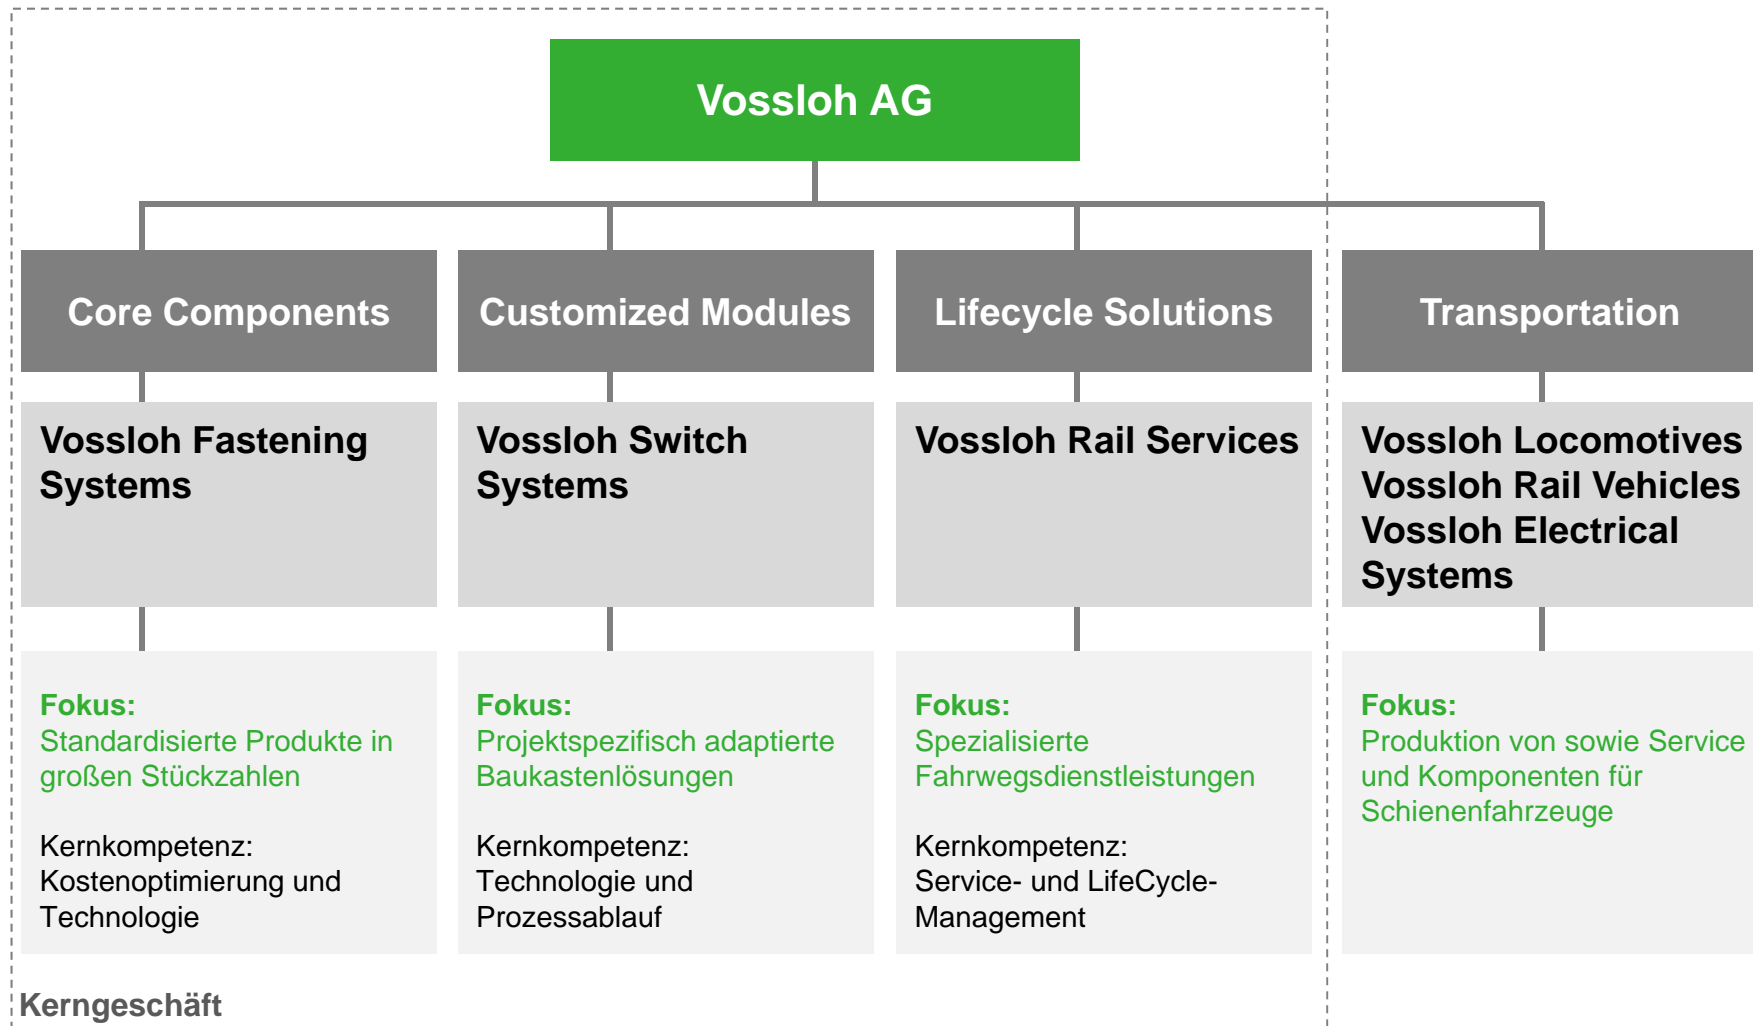 Vossloh AG
Core Components
Customized Modules
Lifecycle Solutions
Transportation
Vossloh Fastening
Systems
Vossloh Switch
Systems
Vossloh Rail Services
Vossloh Locomotives
Vossloh Rail Vehicles
Vossloh Electrical
Systems
Fokus:
Standardisierte Produkte in
großen Stückzahlen
Kernkompetenz:
Kostenoptimierung und
Technologie
Fokus:
Projektspezifisch adaptierte
Baukastenlösungen
Kernkompetenz:
Technologie und
Prozessablauf
Fokus:
Spezialisierte
Fahrwegsdienstleistungen
Kernkompetenz:
Service- und LifeCycle-
Management
Fokus:
Produktion von sowie Service
und Komponenten für
Schienenfahrzeuge
Kerngeschäft